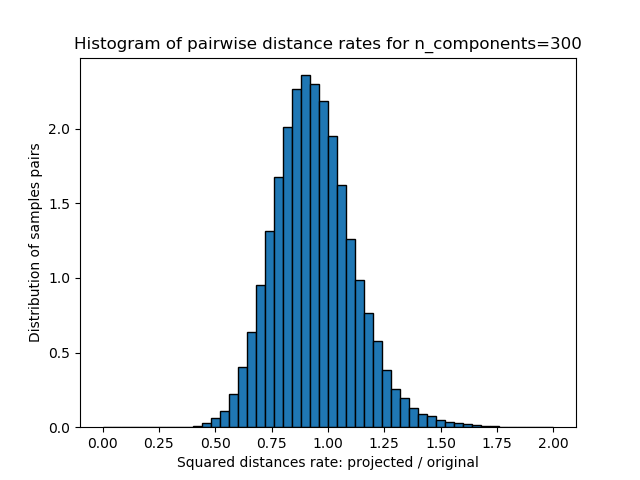 Histogram of pairwise distance rates for n_components=300
Distribution of samples pairs
2.0
1.5
1.0
0.5
0.0
0.00 0.25 0.50 0.75 1.00 1.25 1.50 1.75 2.00
Squared distances rate: projected / original